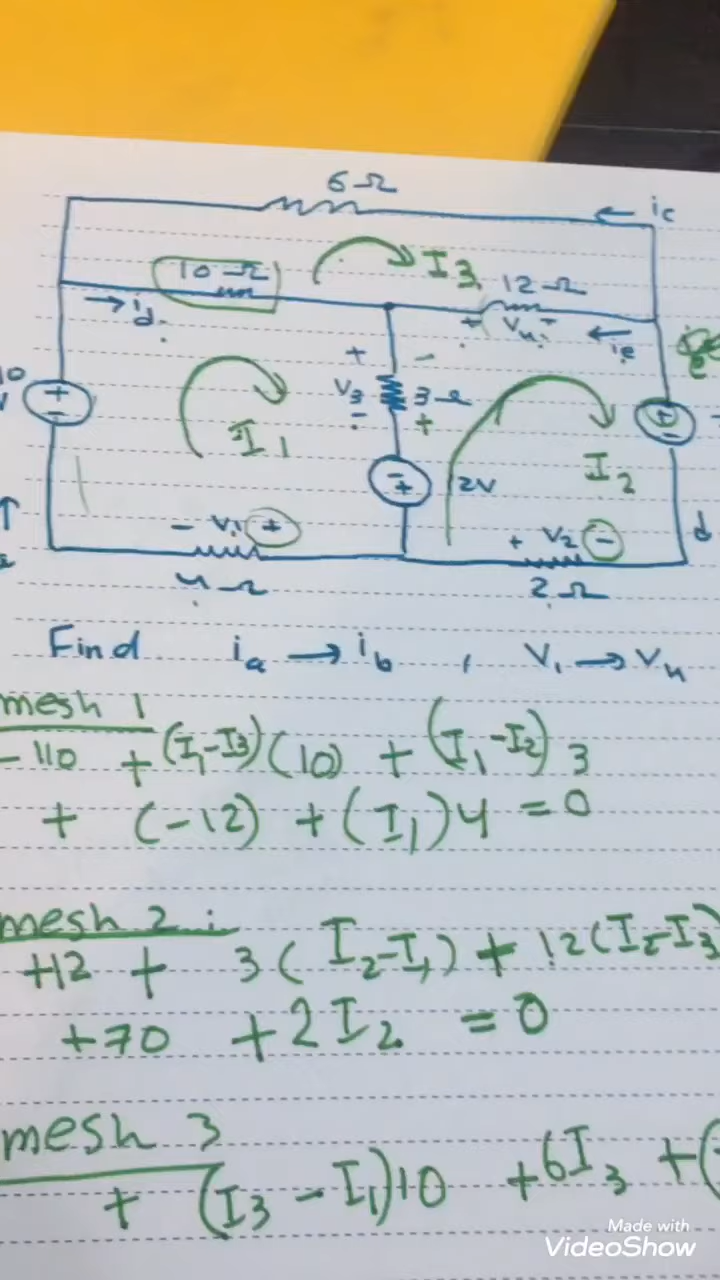 6Ω
ic
10Ω
I3
12Ω
id
+ V4 -
ie
10
V
+
-
+ -
V3 3Ω
- +
I1
I2
- +
12V
- V1 +
+ V2 -
d
4Ω
2Ω
Find ia → ib , V1 → V4
mesh 1
-110 + (I1-I3)(10) + (I1-I2)3
+ (-12) + (I1)4 = 0
mesh 2:
+12 + 3(I2-I1) + 12(I2-I3)
+70 +2I2 = 0
mesh 3
+ (I3 - I1)10 +6I3 +(
Made with
VideoShow